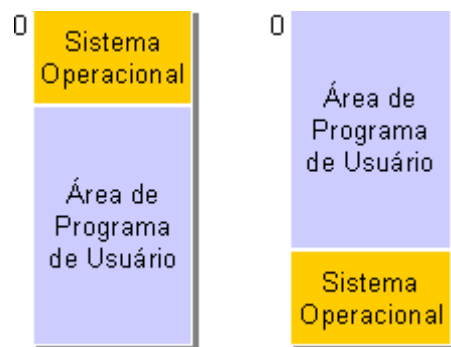 0
Sistema
Operacional
Área de
Programa
de Usuário
0
Área de
Programa
de Usuário
Sistema
Operacional